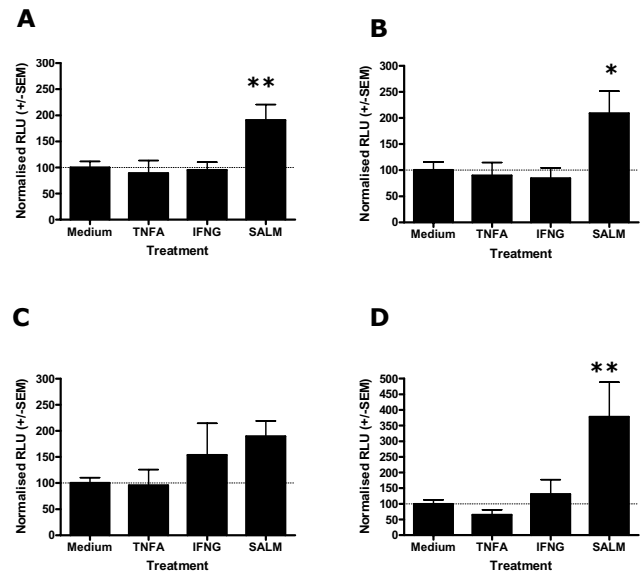 A
Normalised RLU (+/-SEM)
300
250
200
150
100
50
0
**
Medium TNFA IFNG SALM
Treatment
B
Normalised RLU (+/-SEM)
300
250
200
150
100
50
0
*
Medium TNFA IFNG SALM
Treatment
C
Normalised RLU (+/-SEM)
300
250
200
150
100
50
0
Medium TNFA IFNG SALM
Treatment
D
Normalised RLU (+/-SEM)
500
450
400
350
300
250
200
150
100
50
0
**
Medium TNFA IFNG SALM
Treatment